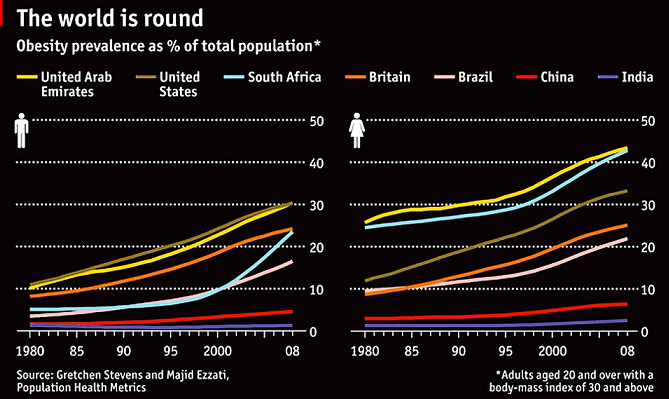 The world is round
Obesity prevalence as % of total population*
United Arab
Emirates
United
States
South Africa
Britain
Brazil
China
India
50
40
30
20
10
0
1980 85 90 95 2000 08
50
40
30
20
10
0
1980 85 90 95 2000 08
Source: Gretchen Stevens and Majid Ezzati,
Population Health Metrics
*Adults aged 20 and over with a
body-mass index of 30 and above